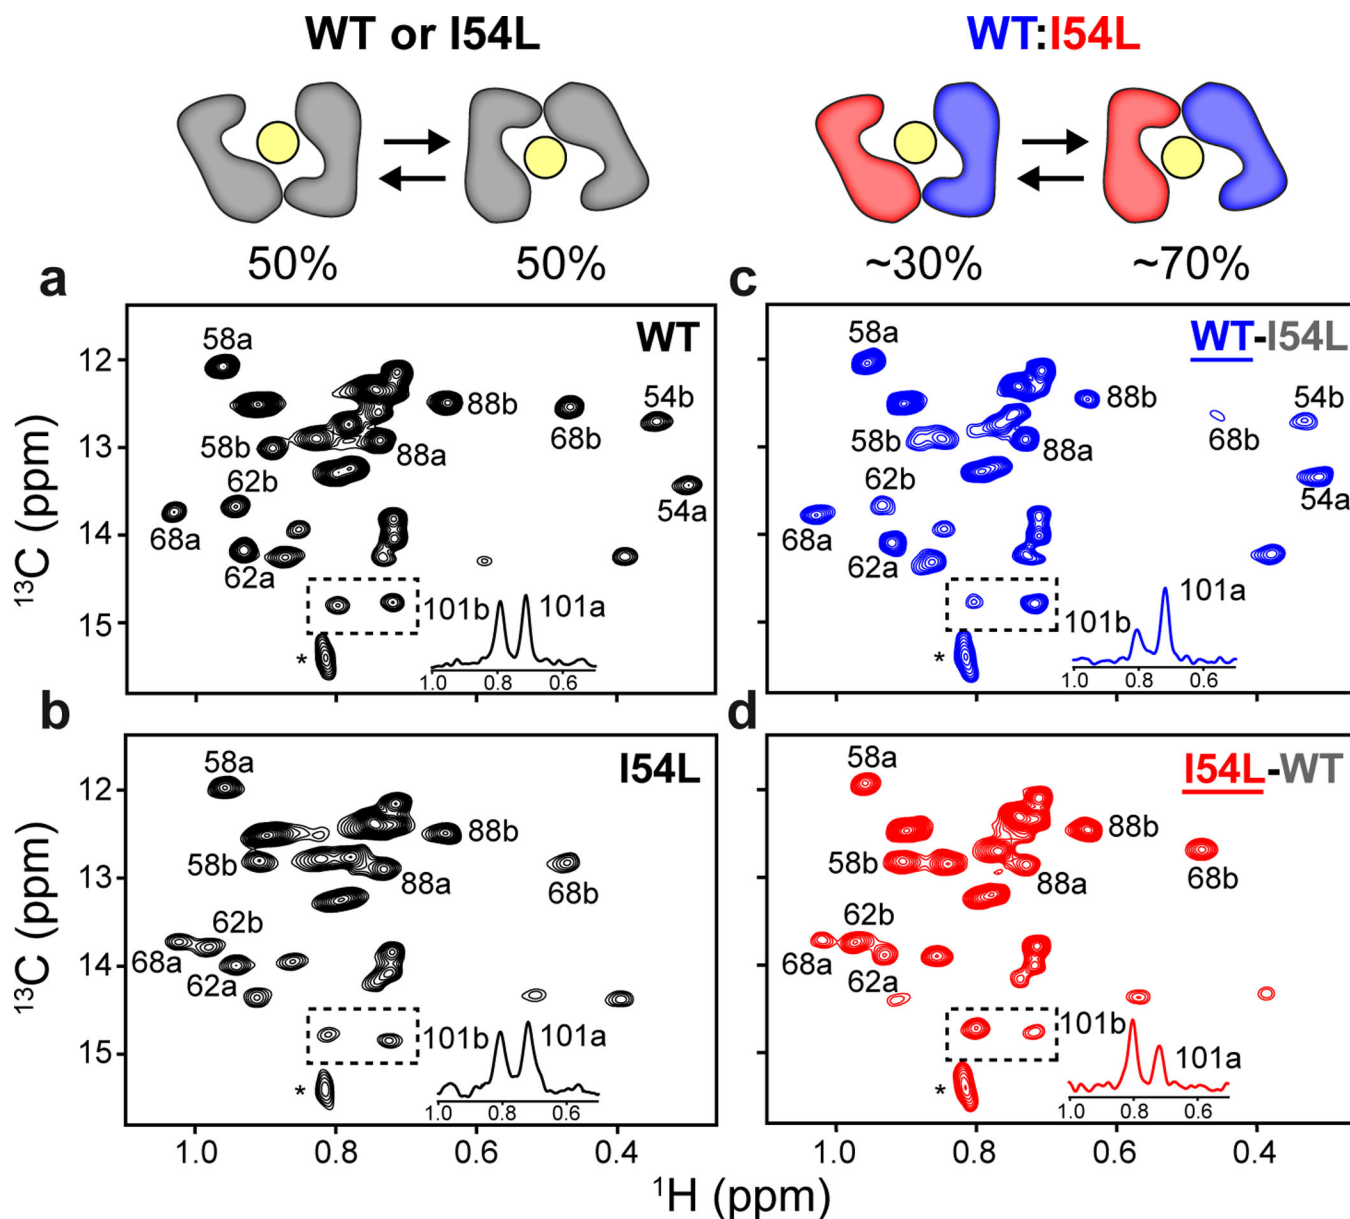 WT or I54L
WT:I54L
50%
50%
~30%
~70%
a
WT
12
13
14
15
13C (ppm)
58a
88b
54b
68b
58b
88a
62b
54a
68a
62a
101b
101a
*
1.0
0.8
0.6
c
WT-I54L
58a
88b
54b
68b
58b
88a
62b
54a
68a
62a
101b
101a
*
1.0
0.8
0.6
b
I54L
12
13
14
15
13C (ppm)
58a
88b
58b
88a
68b
62b
68a
62a
101b
101a
*
1.0
0.8
0.6
1.0
0.8
0.6
0.4
d
I54L-WT
58a
88b
58b
88a
68b
62b
68a
62a
101b
101a
*
1.0
0.8
0.6
1.0
0.8
0.6
0.4
1H (ppm)